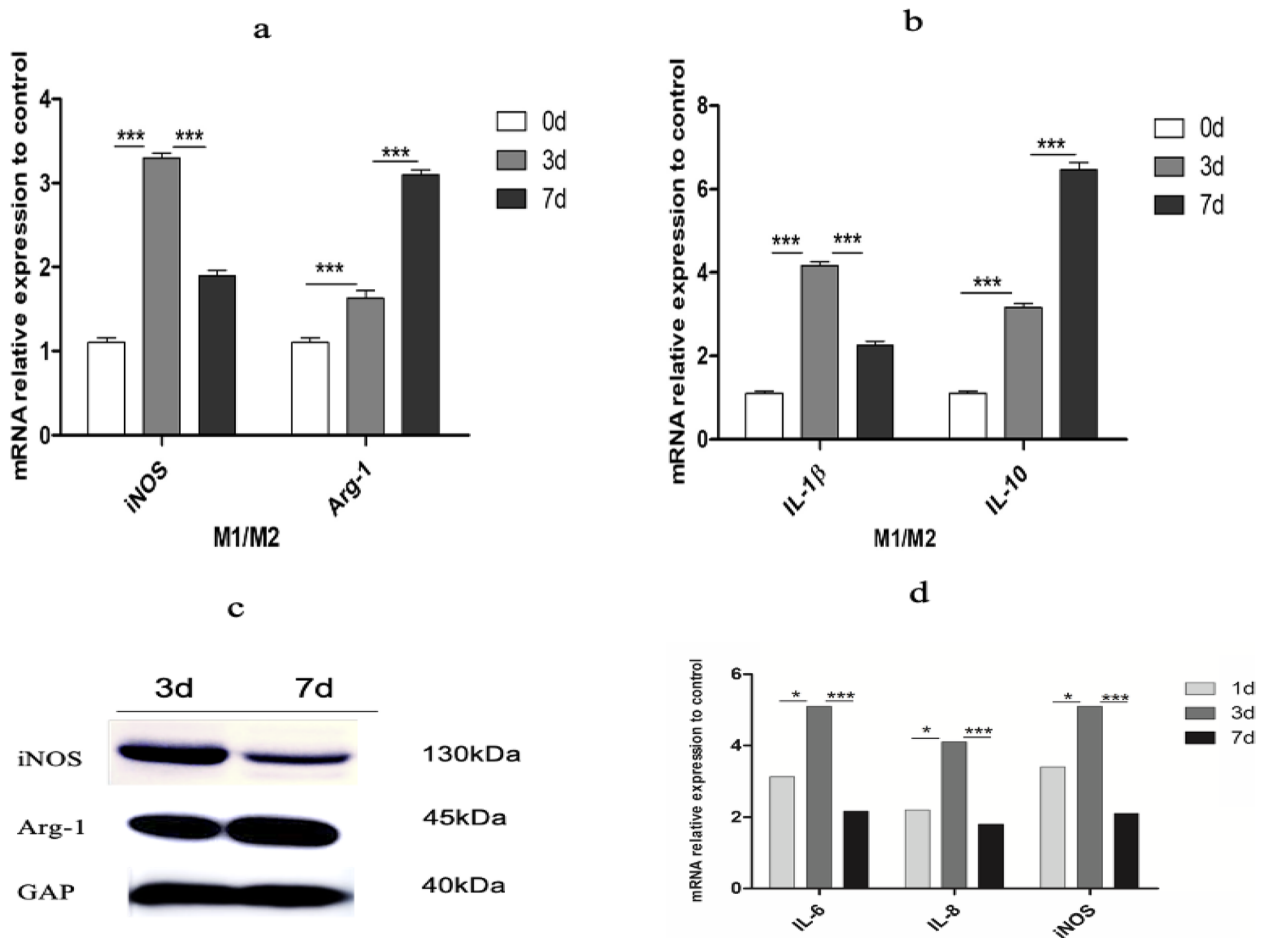 a
mRNA relative expression to control
4
3
2
1
0
*** ***
***
***
0d
3d
7d
iNOS
Arg-1
M1/M2
b
mRNA relative expression to control
8
6
4
2
0
*** ***
***
***
0d
3d
7d
IL-1β
IL-10
M1/M2
c
3d 7d
iNOS 130kDa
Arg-1 45kDa
GAP 40kDa
d
mRNA relative expression to control
6
4
2
0
* ***
* ***
* ***
1d
3d
7d
IL-6
IL-8
iNOS